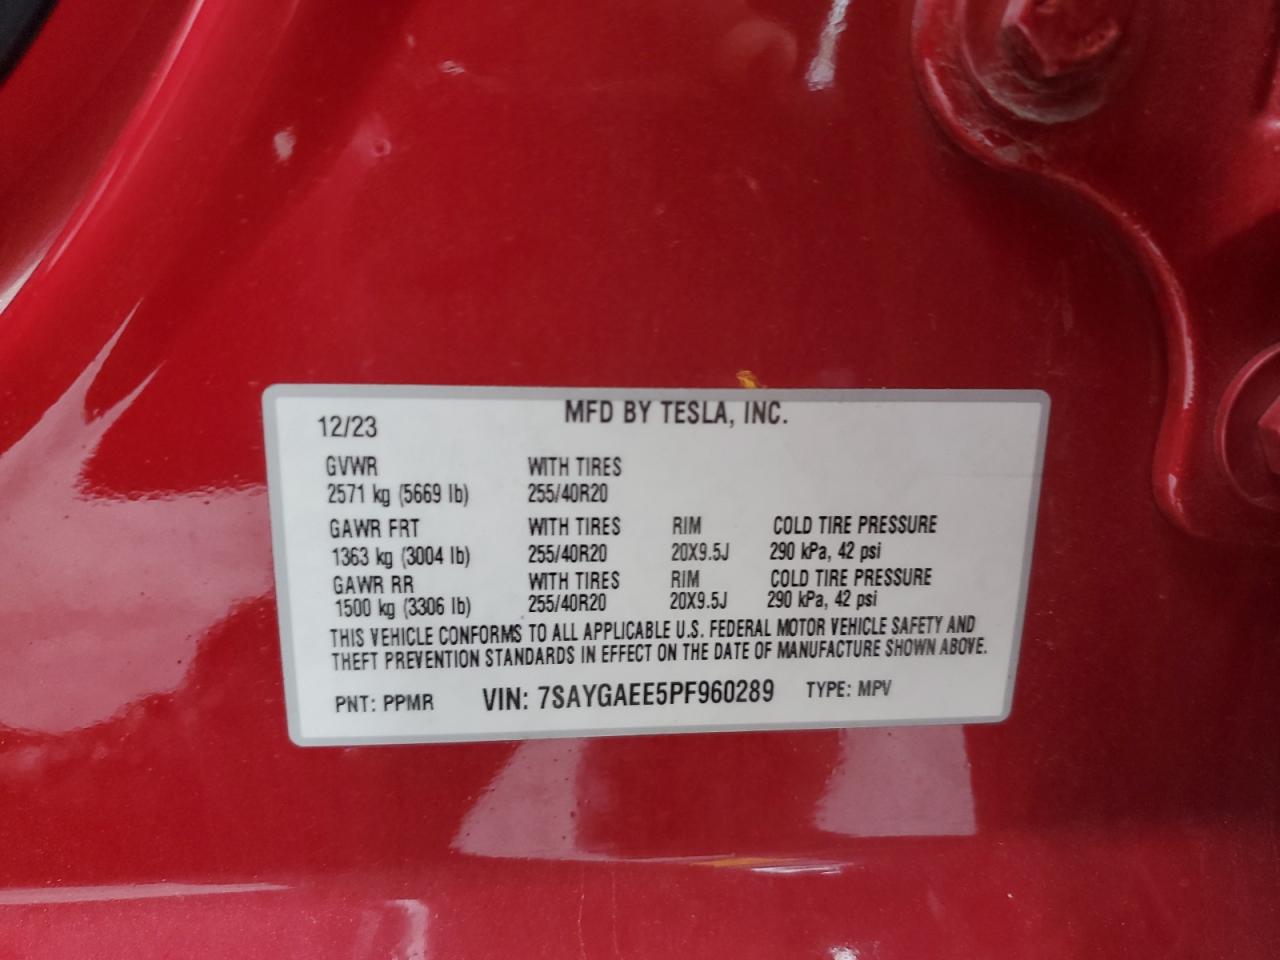 MFD BY TESLA, INC.
12/23
GVWR WITH TIRES
2571 kg (5669 lb) 255/40R20
GAWR FRT WITH TIRES RIM COLD TIRE PRESSURE
1363 kg (3004 lb) 255/40R20 20X9.5J 290 kPa, 42 psi
GAWR RR WITH TIRES RIM COLD TIRE PRESSURE
1500 kg (3306 lb) 255/40R20 20X9.5J 290 kPa, 42 psi
THIS VEHICLE CONFORMS TO ALL APPLICABLE U.S. FEDERAL MOTOR VEHICLE SAFETY AND
THEFT PREVENTION STANDARDS IN EFFECT ON THE DATE OF MANUFACTURE SHOWN ABOVE.
PNT: PPMR VIN: 7SAYGAEE5PF960289 TYPE: MPV